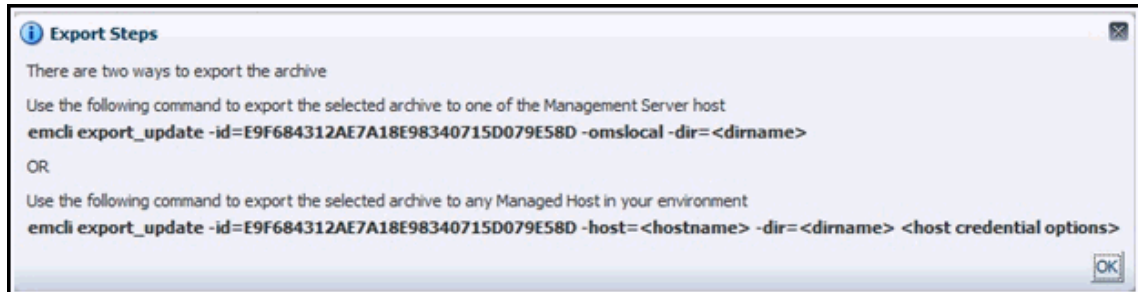 Export Steps
There are two ways to export the archive
Use the following command to export the selected archive to one of the Management Server host
emcli export_update -id=E9F684312AE7A18E98340715D079E58D -omslocal -dir=<dirname>
OR
Use the following command to export the selected archive to any Managed Host in your environment
emcli export_update -id=E9F684312AE7A18E98340715D079E58D -host=<hostname> -dir=<dirname> <host credential options>
OK